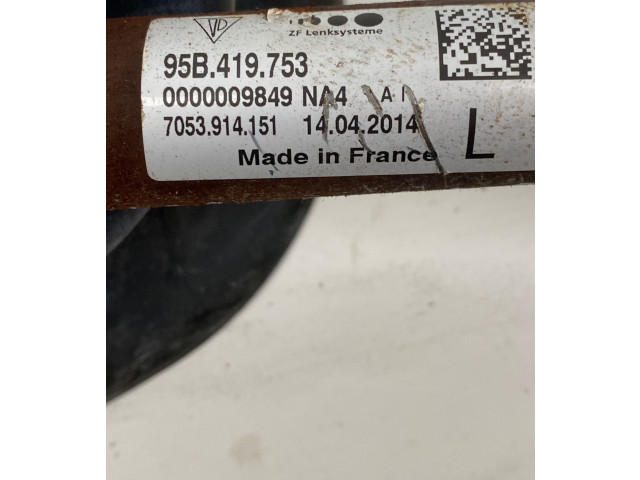 ZF Lenksysteme
95B.419.753
0000009849 NA4 A I
7053.914.151 14.04.2014
Made in France L